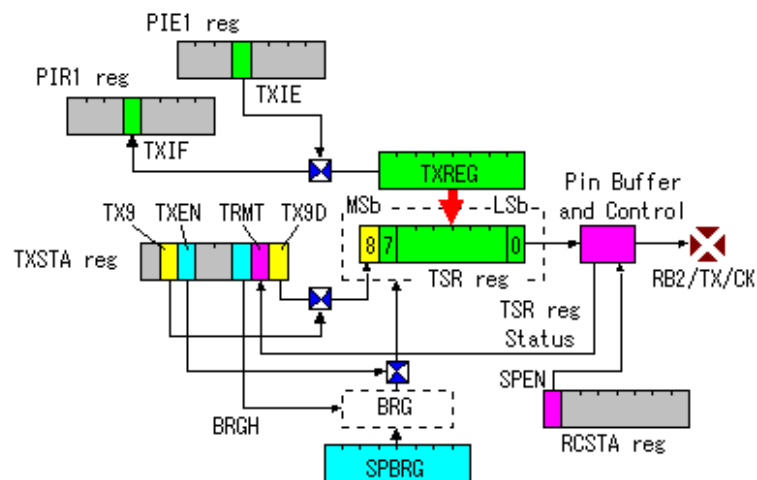 PIE1 reg
PIR1 reg
TXIE
TXIF
TXREG
Pin Buffer
and Control
MSb
LSb
TX9 TXEN TRMT TX9D
8 7 0
TXSTA reg
TSR reg
RB2/TX/CK
TSR reg
Status
SPEN
BRG
BRGH
RCSTA reg
SPBRG